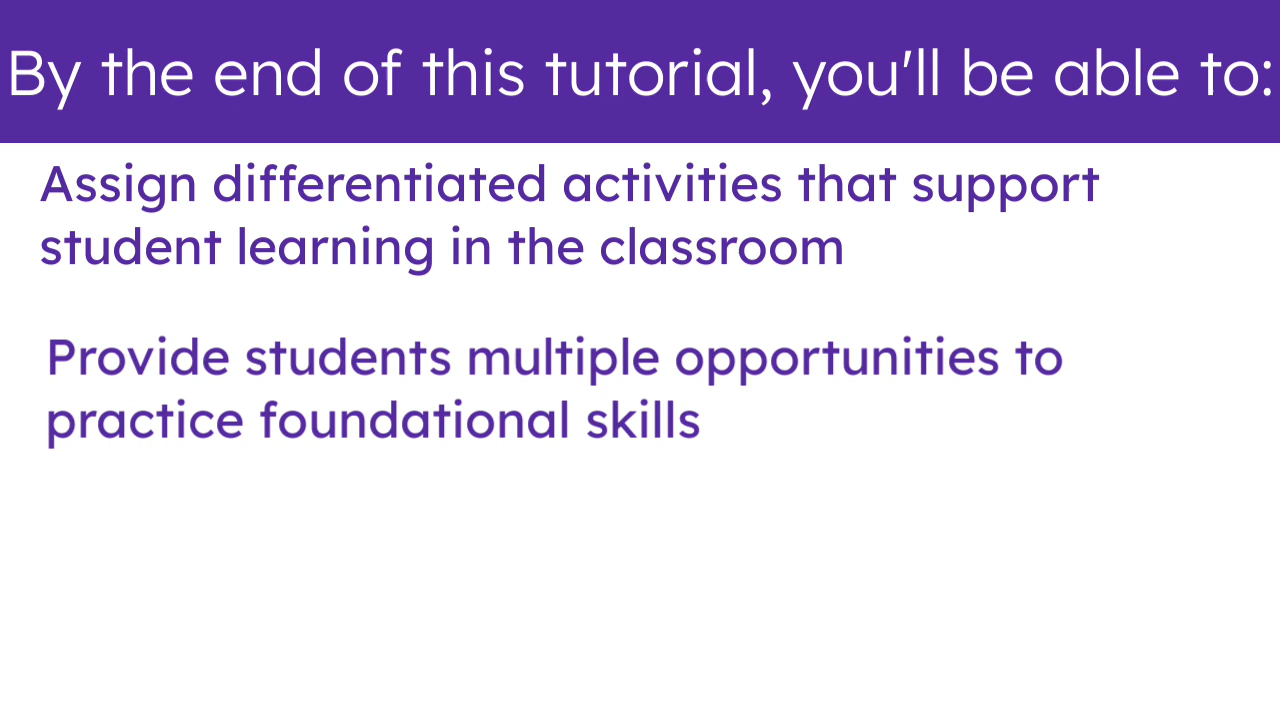 By the end of this tutorial, you'll be able to:
Assign differentiated activities that support
student learning in the classroom
Provide students multiple opportunities to
practice foundational skills